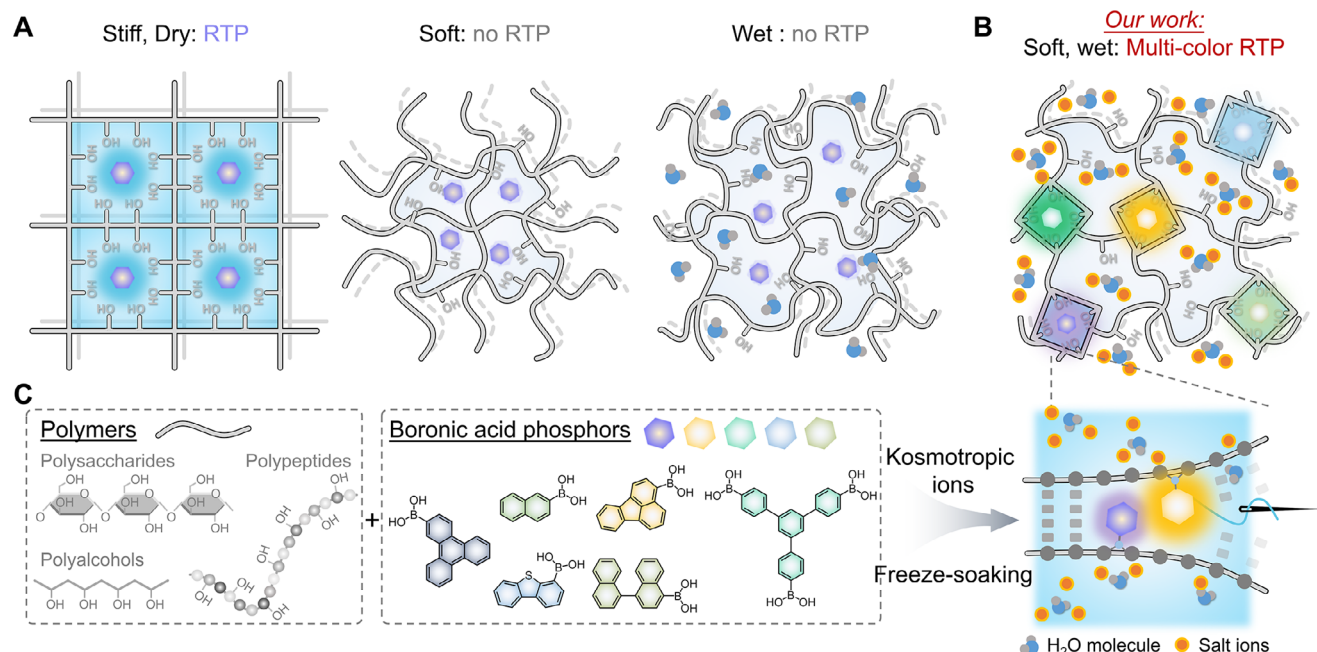 A
Stiff, Dry: RTP
Soft: no RTP
Wet : no RTP
B
Our work:
Soft, wet: Multi-color RTP
C
Polymers
Polysaccharides
Polypeptides
Polyalcohols
+
Boronic acid phosphors
Kosmotropic
ions
Freeze-soaking
H₂O molecule
Salt ions